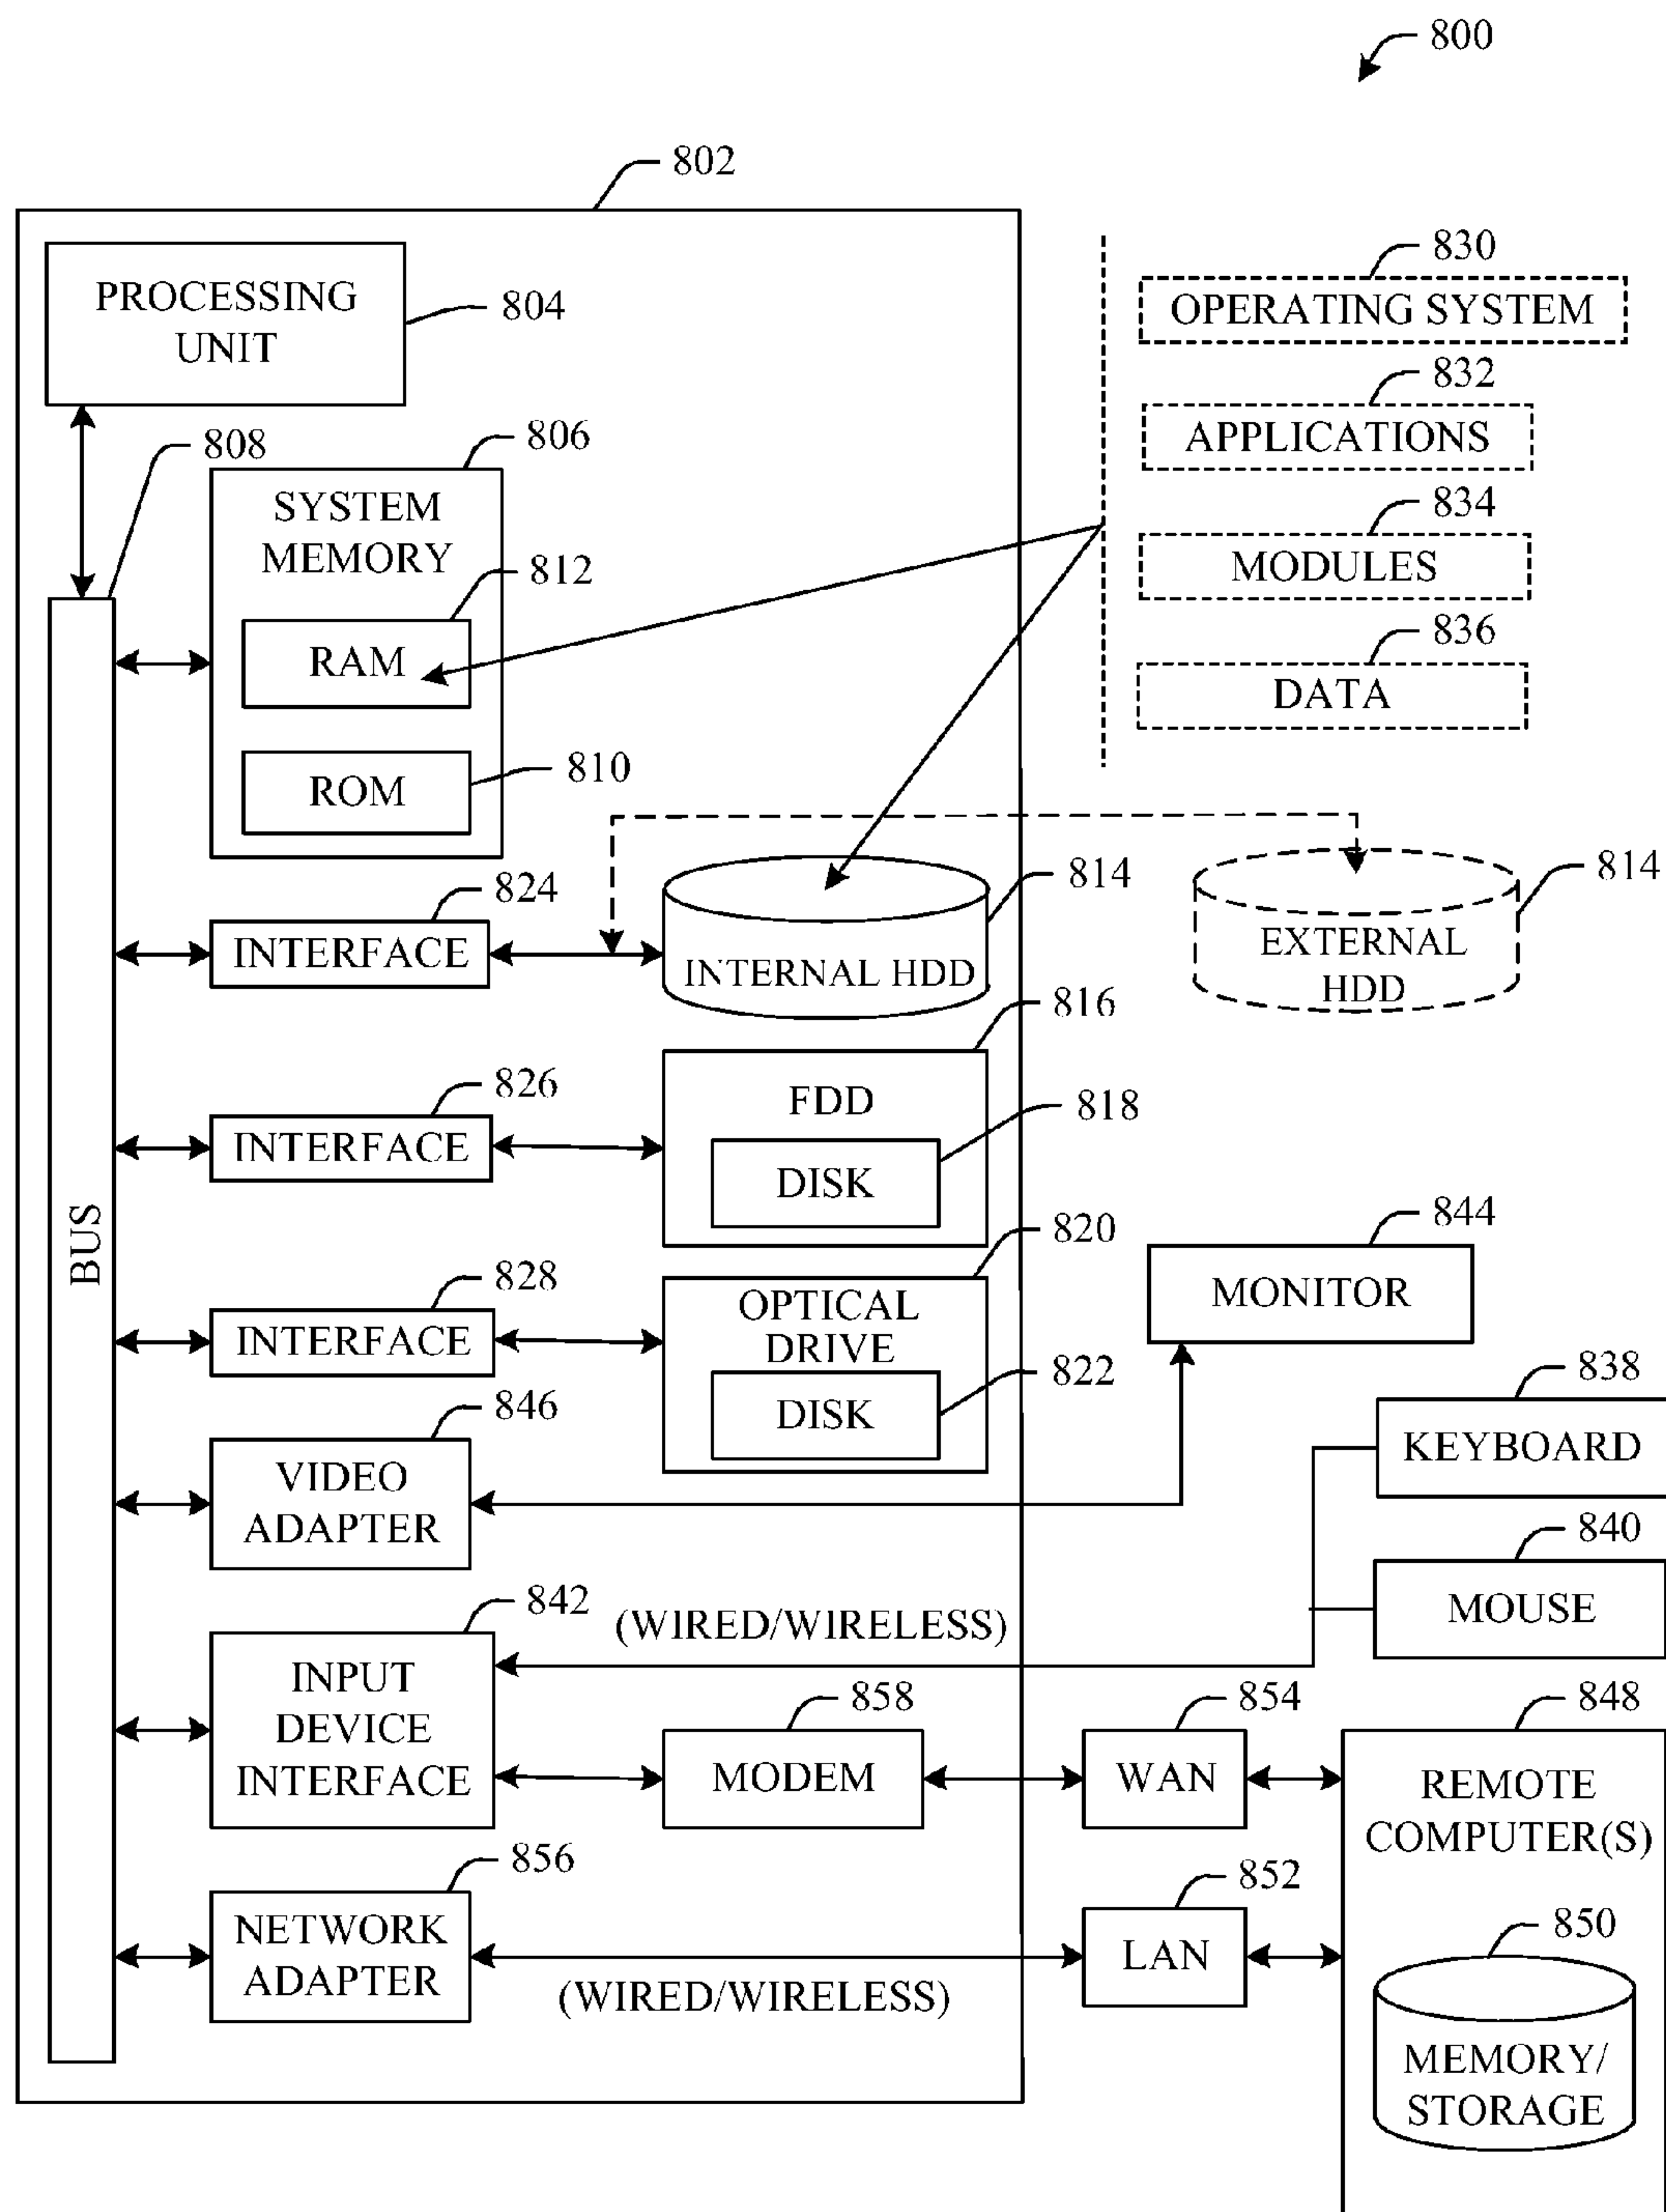 800
802
PROCESSING
UNIT
804
830
OPERATING SYSTEM
832
APPLICATIONS
834
MODULES
836
DATA
808
806
SYSTEM
MEMORY
812
RAM
810
ROM
BUS
824
INTERFACE
814
INTERNAL HDD
814
EXTERNAL
HDD
826
INTERFACE
816
FDD
818
DISK
828
INTERFACE
820
OPTICAL
DRIVE
822
DISK
844
MONITOR
846
VIDEO
ADAPTER
838
KEYBOARD
840
MOUSE
842
INPUT
DEVICE
INTERFACE
(WIRED/WIRELESS)
858
MODEM
854
WAN
848
REMOTE
COMPUTER(S)
856
NETWORK
ADAPTER
(WIRED/WIRELESS)
852
LAN
850
MEMORY/
STORAGE